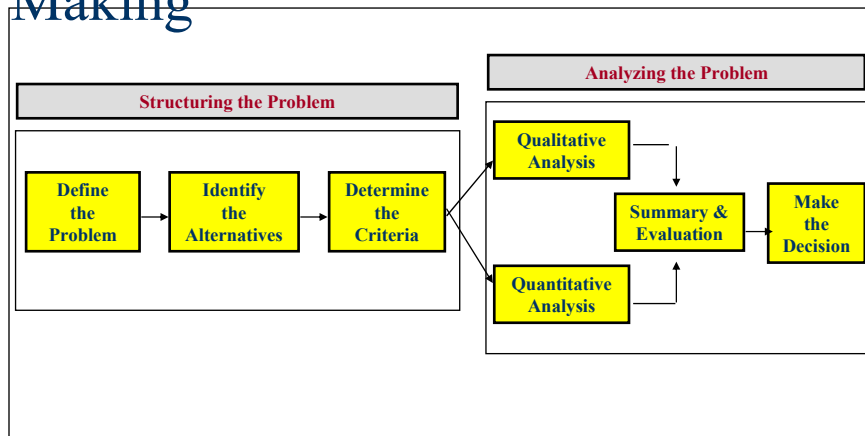 Making
Structuring the Problem
Analyzing the Problem
Define
the
Problem
Identify
the
Alternatives
Determine
the
Criteria
Qualitative
Analysis
Quantitative
Analysis
Summary &
Evaluation
Make
the
Decision